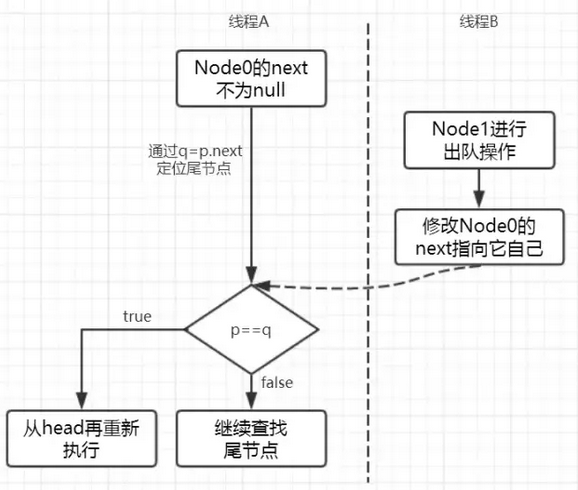 线程A
线程B
Node0的next
不为null
通过q=p.next
定位尾节点
Node1进行
出队操作
修改Node0的
next指向它自己
p==q
true
false
从head再重新
执行
继续查找
尾节点